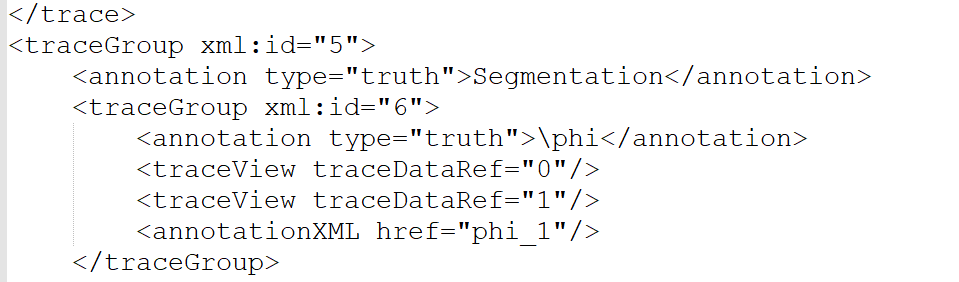 </trace>
<traceGroup xml:id="5">
    <annotation type="truth">Segmentation</annotation>
    <traceGroup xml:id="6">
        <annotation type="truth">\phi</annotation>
        <traceView traceDataRef="0"/>
        <traceView traceDataRef="1"/>
        <annotationXML href="phi_1"/>
    </traceGroup>